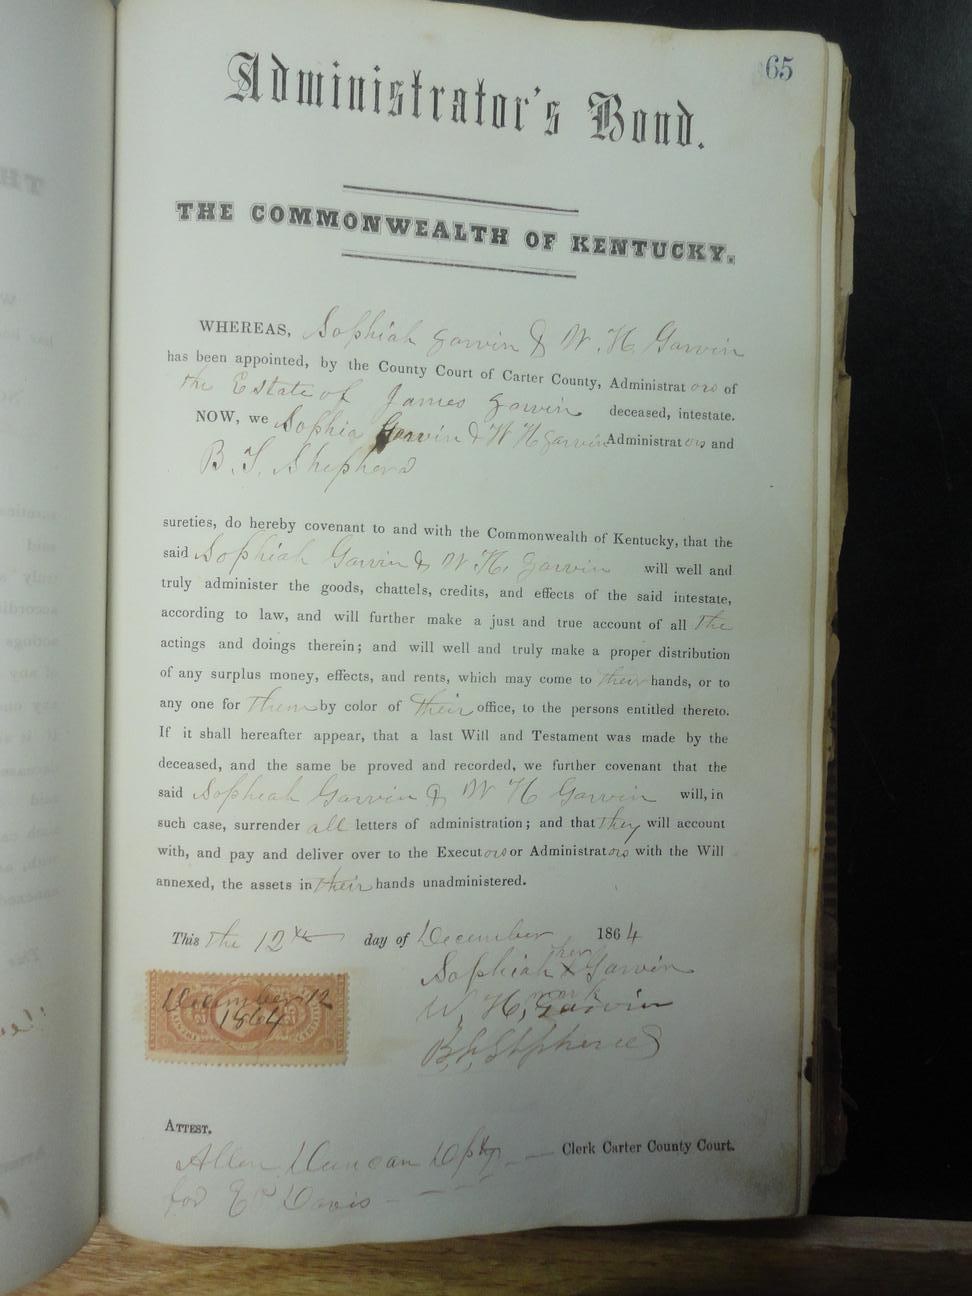 65
Administrator's Bond.
THE COMMONWEALTH OF KENTUCKY.
WHEREAS, Sophiah Garvin & W. H. Garvin
has been appointed, by the County Court of Carter County, Administrators of
the Estate of James Garvin deceased, intestate.
NOW, we Sophia Garvin & W H Garvin Administrators and
B. F. Shepherd
sureties, do hereby covenant to and with the Commonwealth of Kentucky, that the
said Sophiah Garvin & W. H. Garvin will well and
truly administer the goods, chattels, credits, and effects of the said intestate,
according to law, and will further make a just and true account of all the
actings and doings therein; and will well and truly make a proper distribution
of any surplus money, effects, and rents, which may come to their hands, or to
any one for them by color of their office, to the persons entitled thereto.
If it shall hereafter appear, that a last Will and Testament was made by the
deceased, and the same be proved and recorded, we further covenant that the
said Sophiah Garvin & W H Garvin will, in
such case, surrender all letters of administration; and that they will account
with, and pay and deliver over to the Executors or Administrators with the Will
annexed, the assets in their hands unadministered.
This the 12th day of December 1864
Sophiah her X mark Garvin
W. H. Garvin
December 12
1864
ATTEST.
Allen Duncan Dpty Clerk Carter County Court.
for Davis